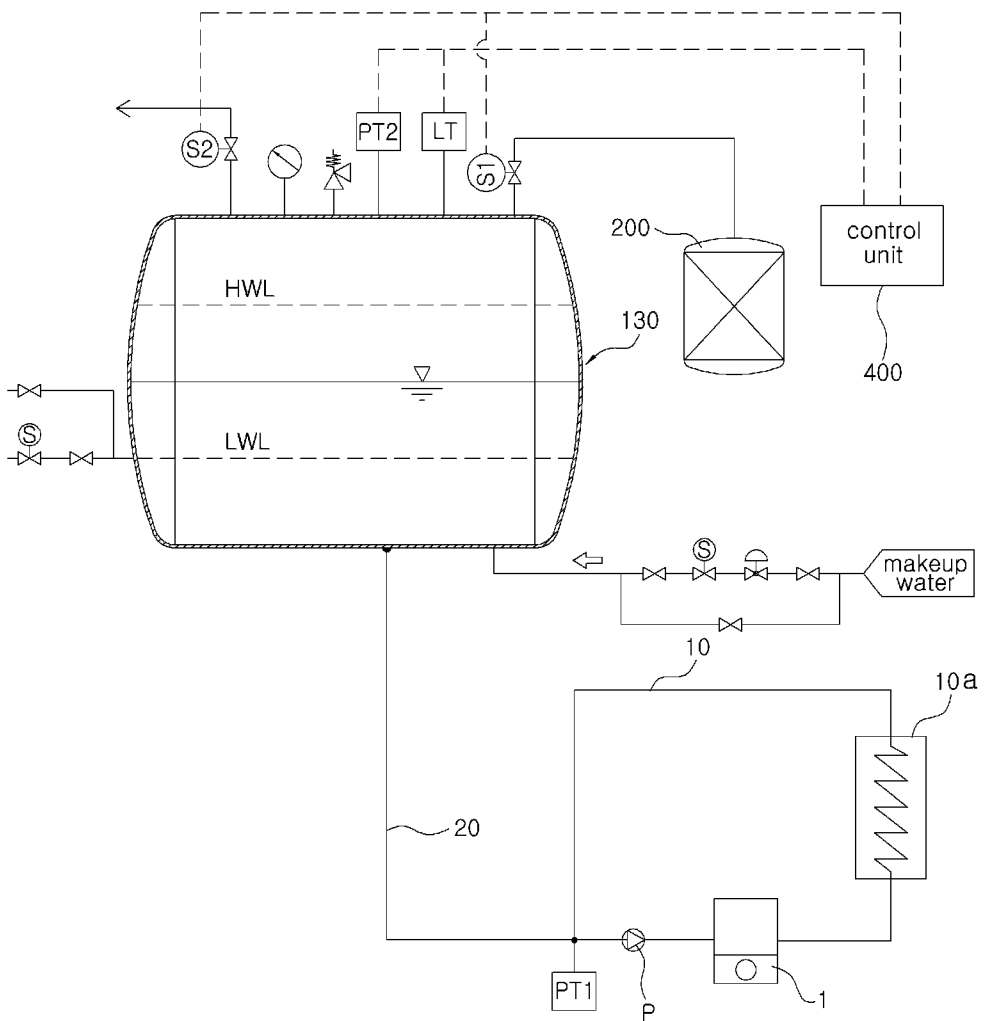 PT2
LT
S2
S1
200
control
unit
HWL
130
400
S
LWL
S
makeup
water
10
10a
20
PT1
P
1